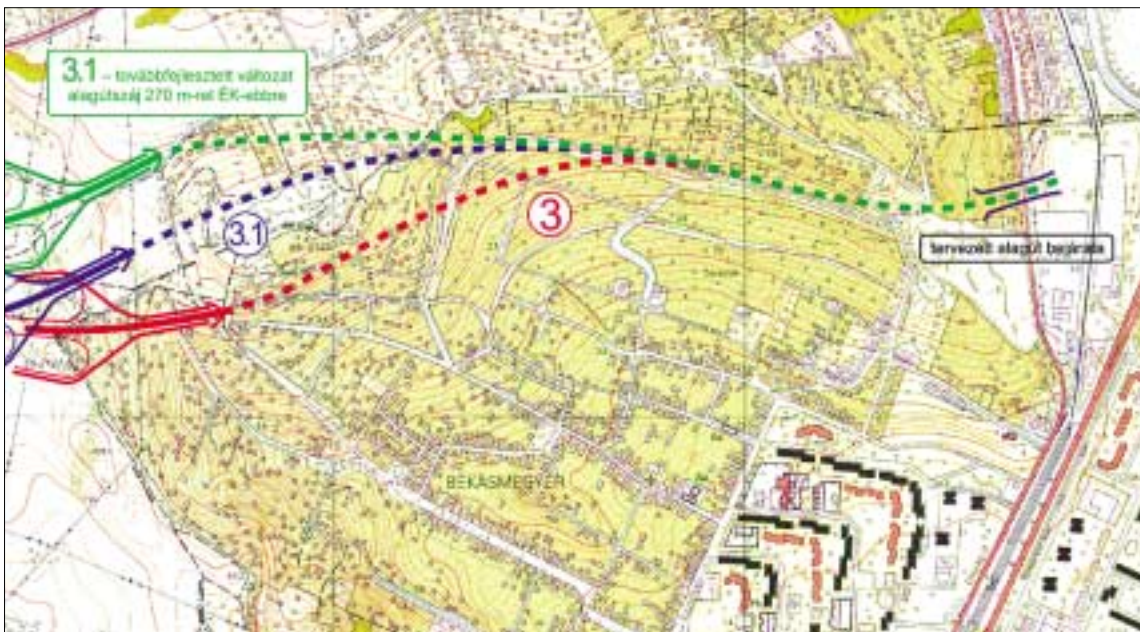 3.1 – továbbfejlesztett változat
alagútszáj 270 m-rel ÉK-ebbre
3.1
3
tervezett alagút bejárata
BÉKÁSMEGYER